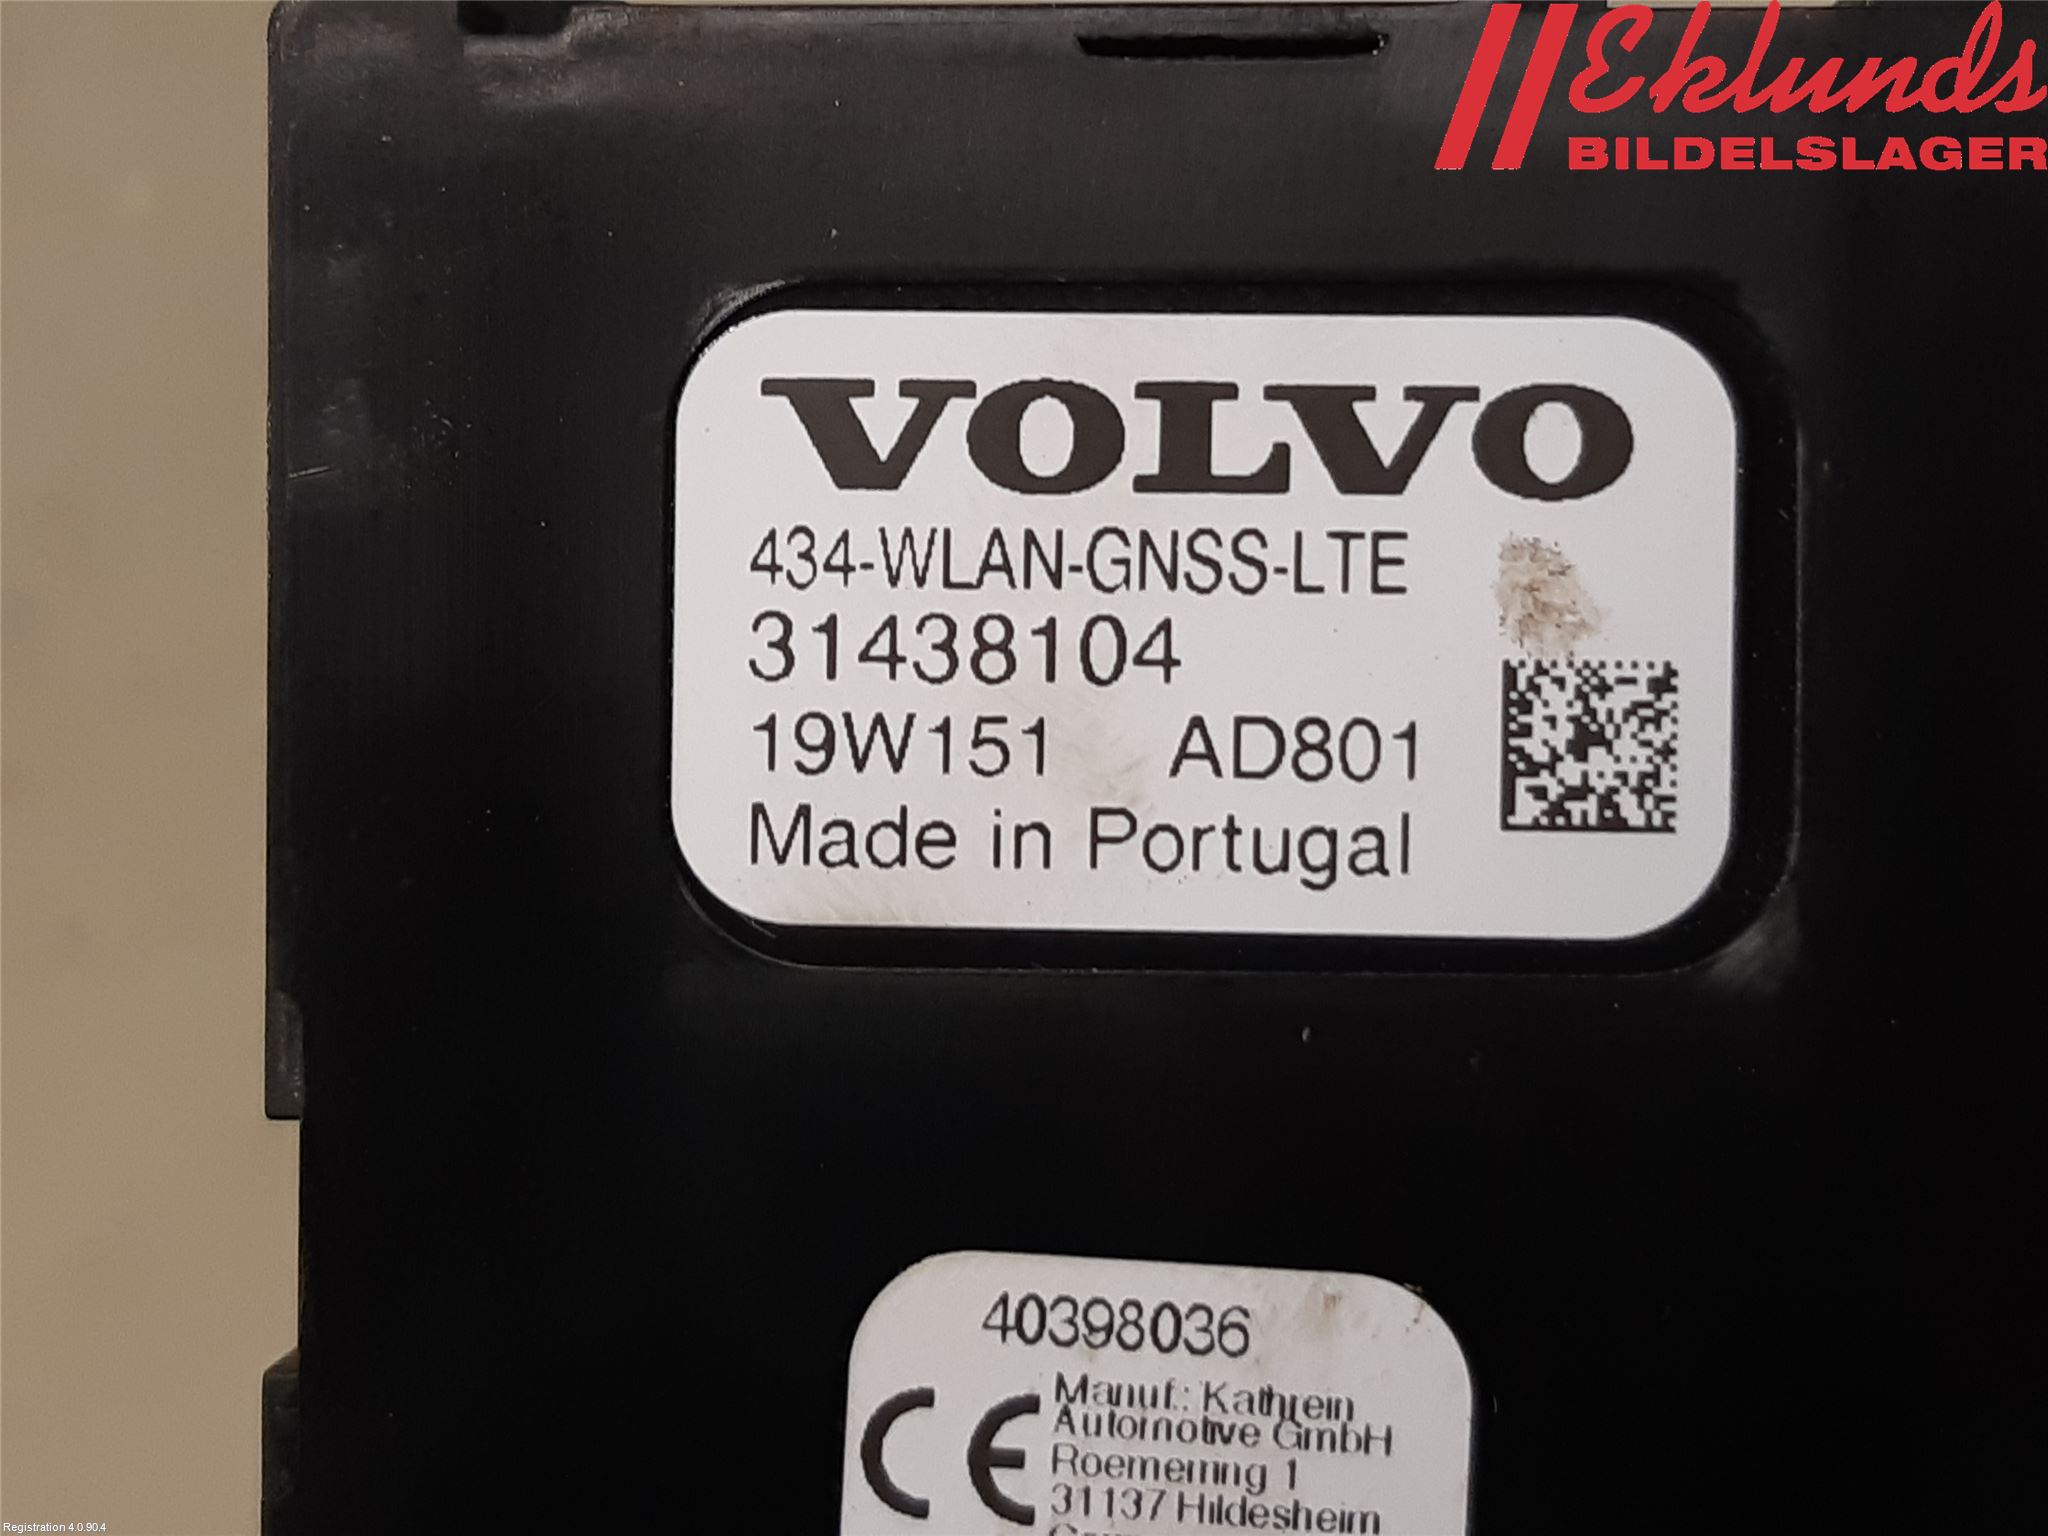 Eklunds
BILDELSLAGER
VOLVO
434-WLAN-GNSS-LTE
31438104
19W151 AD801
Made in Portugal
40398036
CE
Manuf.: Kathrein
Automotive GmbH
Roemerring 1
31137 Hildesheim
Registration 4.0.90.4